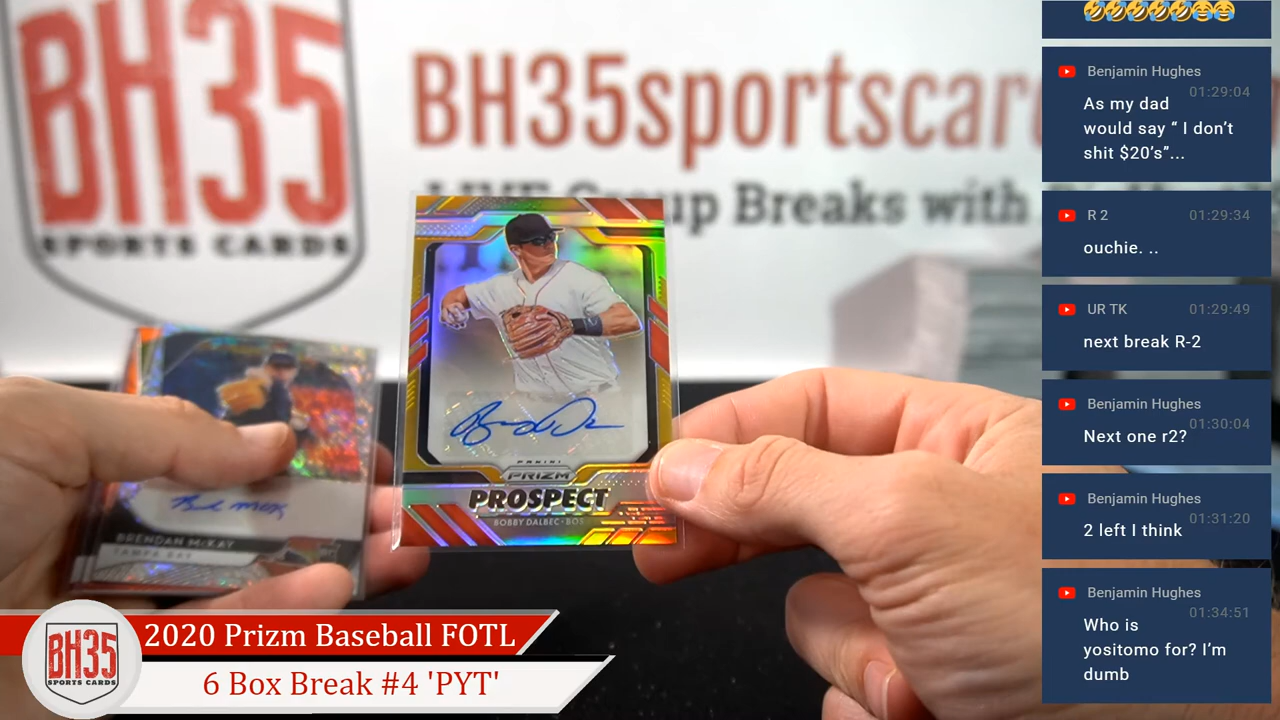 BH35
SPORTS CARDS
BH35sportscar
Group Breaks with
PANINI
PRIZM
PROSPECT
BOBBY DALBEC - BOS
BRENDAN McKAY
TAMPA BAY
BH35
SPORTS CARDS
2020 Prizm Baseball FOTL
6 Box Break #4 'PYT'
🤣🤣🤣🤣🤣😂😂
Benjamin Hughes
01:29:04
As my dad
would say “ I don’t
shit $20’s”...
R 2
01:29:34
ouchie. ..
UR TK
01:29:49
next break R-2
Benjamin Hughes
01:30:04
Next one r2?
Benjamin Hughes
01:31:20
2 left I think
Benjamin Hughes
01:34:51
Who is
yositomo for? I’m
dumb